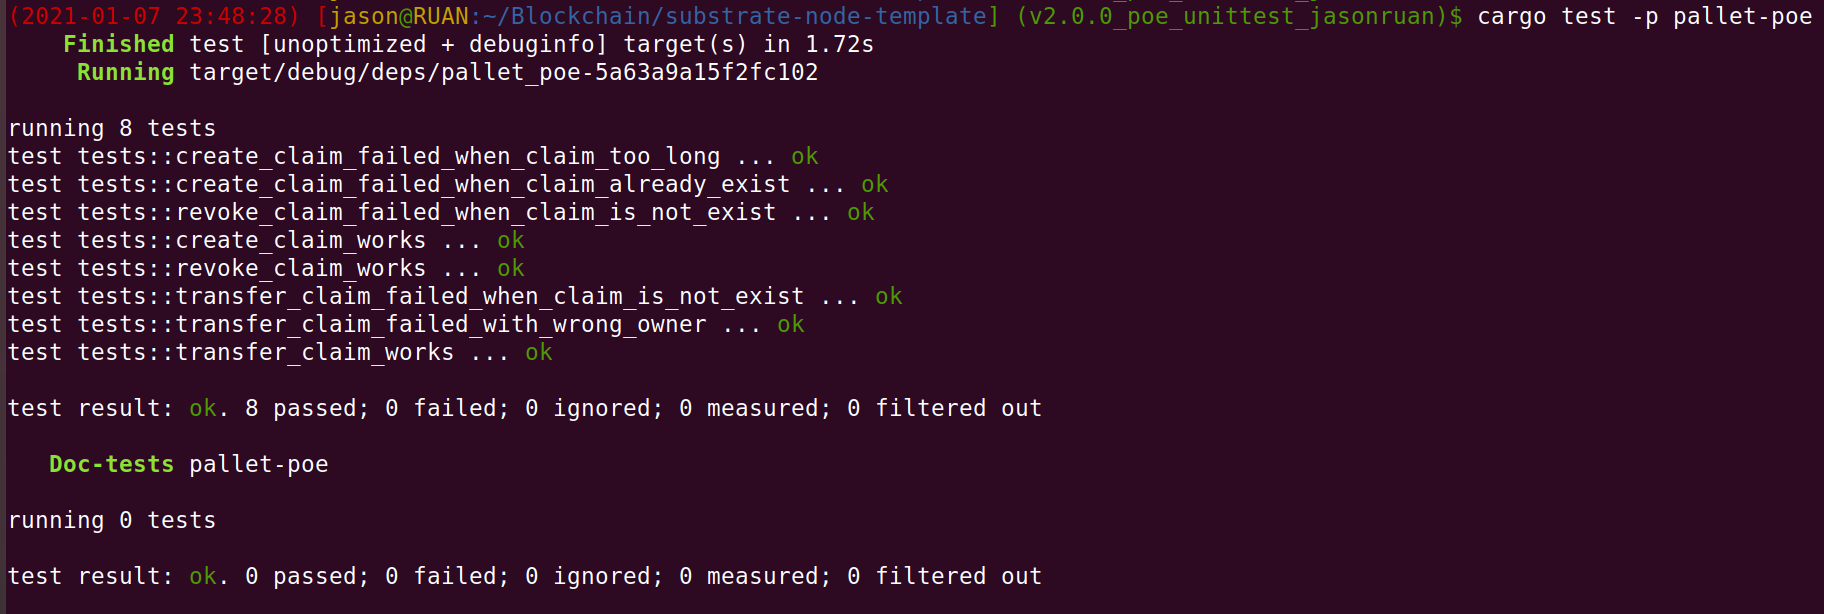 (2021-01-07 23:48:28) [jason@RUAN:~/Blockchain/substrate-node-template] (v2.0.0_poe_unittest_jasonruan)$ cargo test -p pallet-poe
Finished test [unoptimized + debuginfo] target(s) in 1.72s
Running target/debug/deps/pallet_poe-5a63a9a15f2fc102
running 8 tests
test tests::create_claim_failed_when_claim_too_long ... ok
test tests::create_claim_failed_when_claim_already_exist ... ok
test tests::revoke_claim_failed_when_claim_is_not_exist ... ok
test tests::create_claim_works ... ok
test tests::revoke_claim_works ... ok
test tests::transfer_claim_failed_when_claim_is_not_exist ... ok
test tests::transfer_claim_failed_with_wrong_owner ... ok
test tests::transfer_claim_works ... ok
test result: ok. 8 passed; 0 failed; 0 ignored; 0 measured; 0 filtered out
Doc-tests pallet-poe
running 0 tests
test result: ok. 0 passed; 0 failed; 0 ignored; 0 measured; 0 filtered out